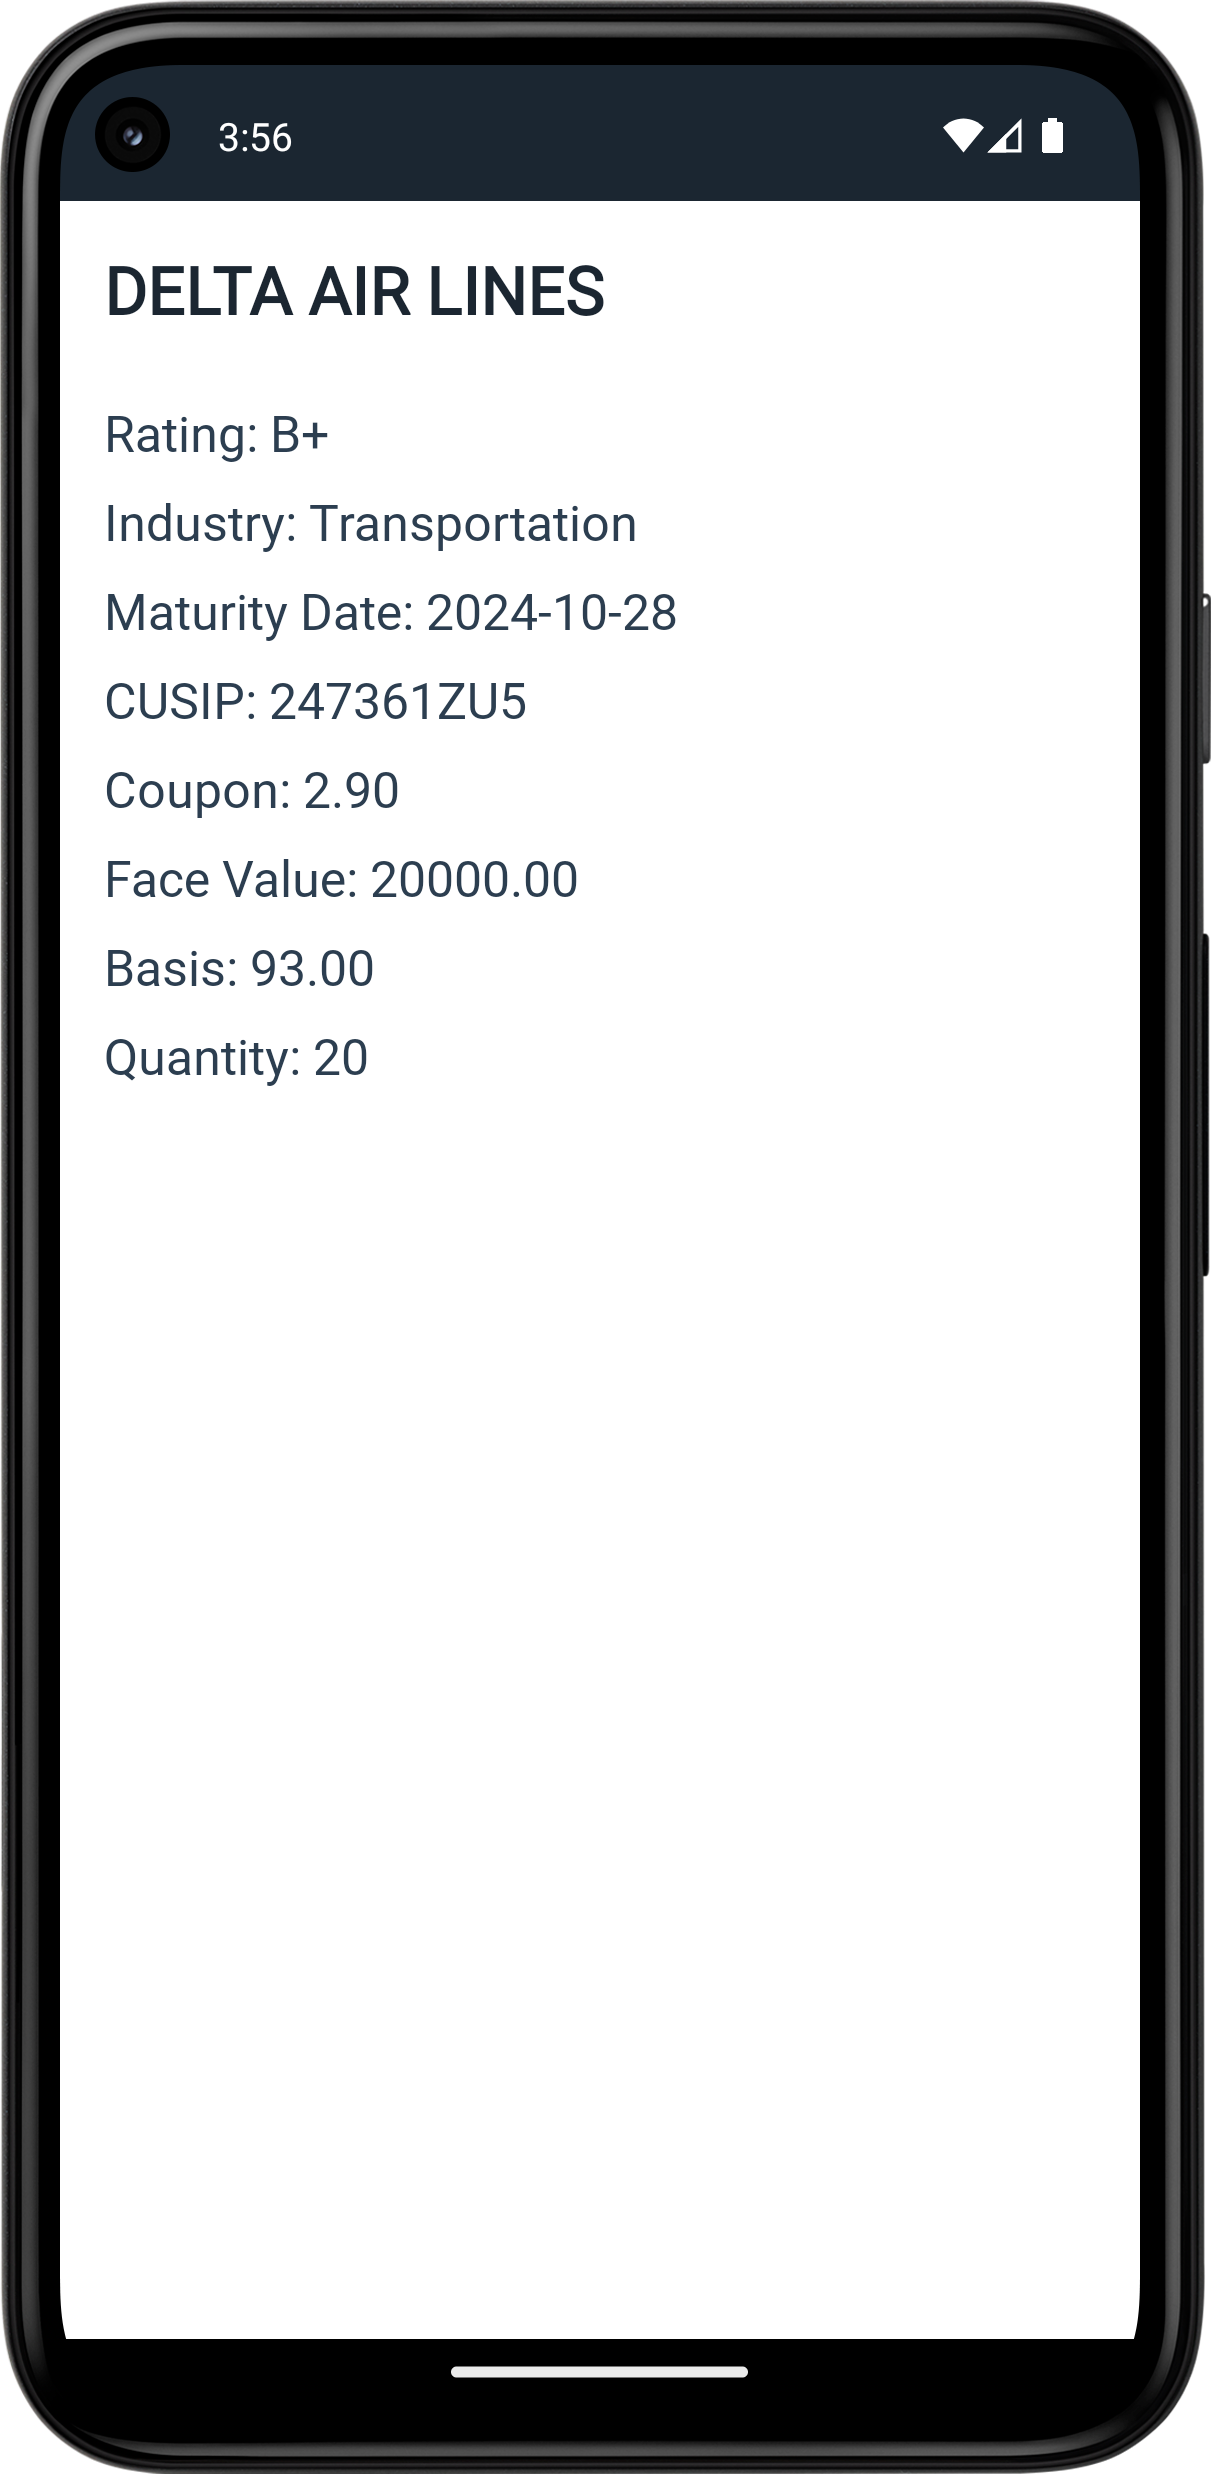 3:56
DELTA AIR LINES
Rating: B+
Industry: Transportation
Maturity Date: 2024-10-28
CUSIP: 247361ZU5
Coupon: 2.90
Face Value: 20000.00
Basis: 93.00
Quantity: 20